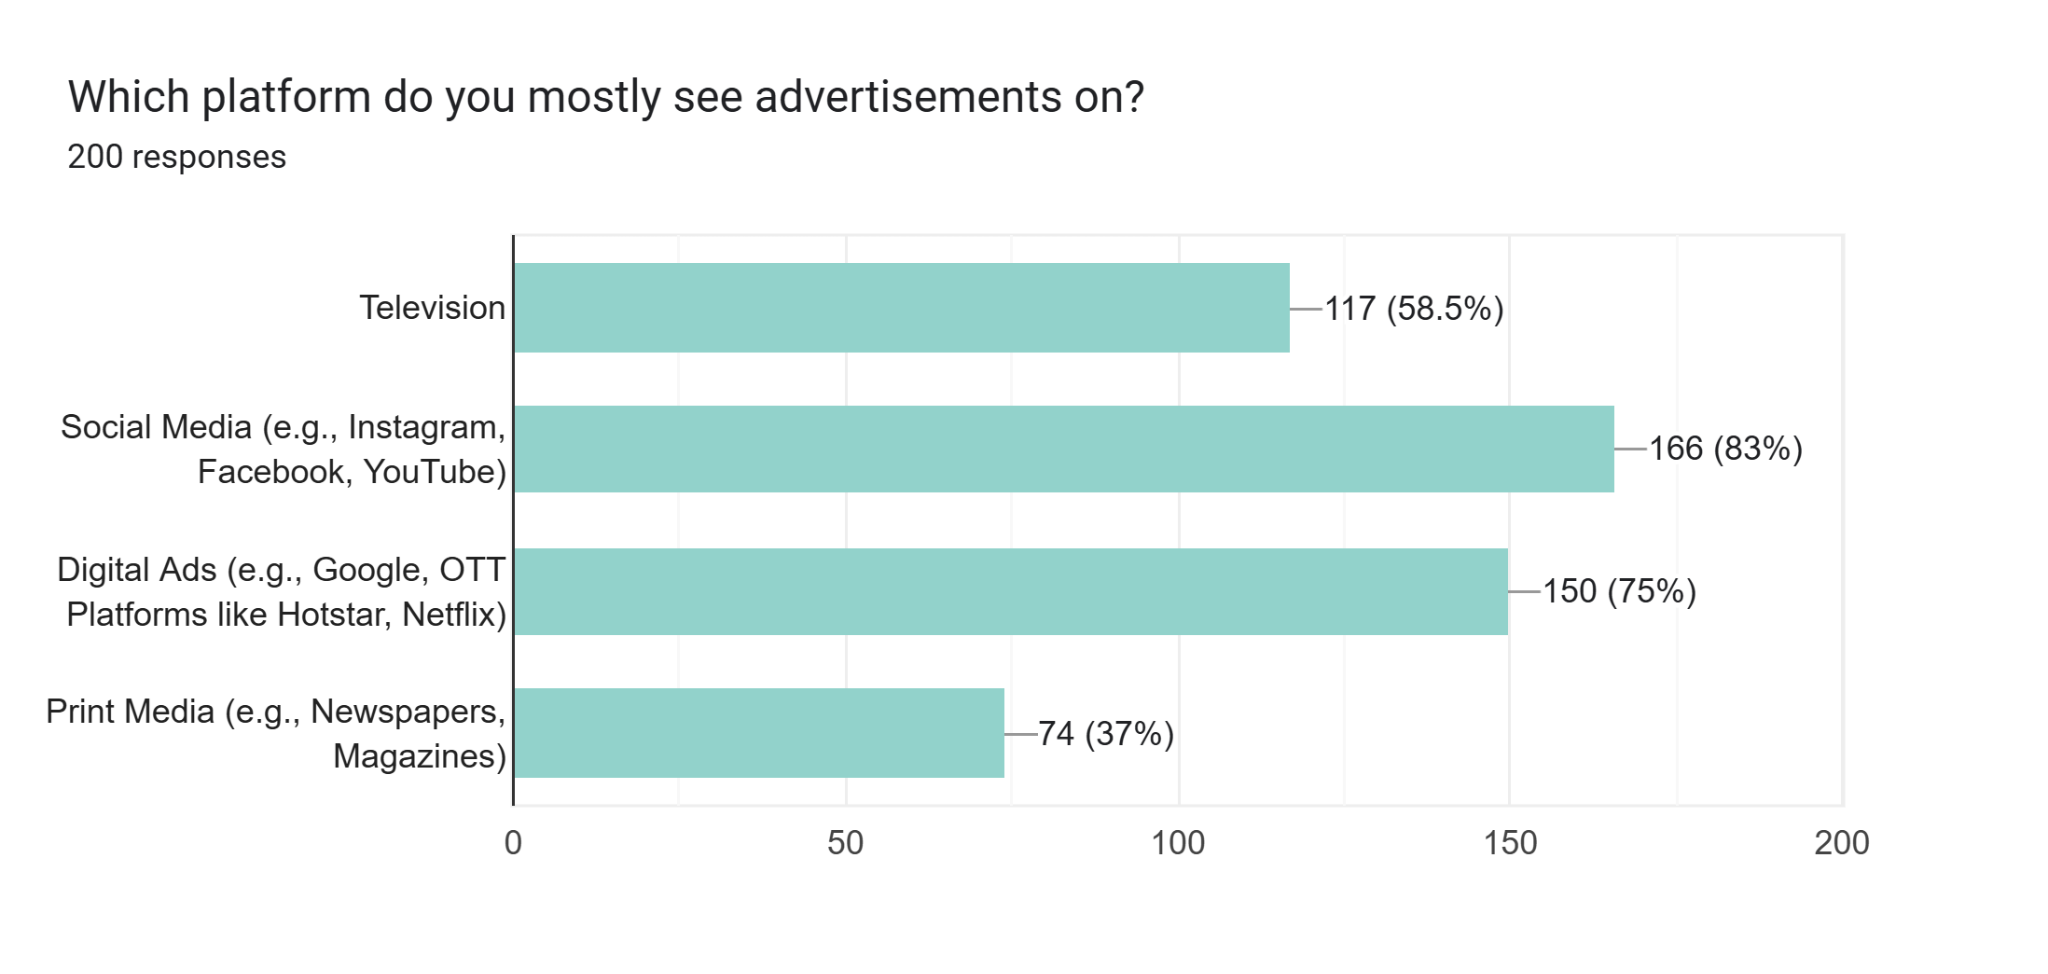 Which platform do you mostly see advertisements on?
200 responses
Television
117 (58.5%)
Social Media (e.g., Instagram,
Facebook, YouTube)
166 (83%)
Digital Ads (e.g., Google, OTT
Platforms like Hotstar, Netflix)
150 (75%)
Print Media (e.g., Newspapers,
Magazines)
74 (37%)
0 50 100 150 200